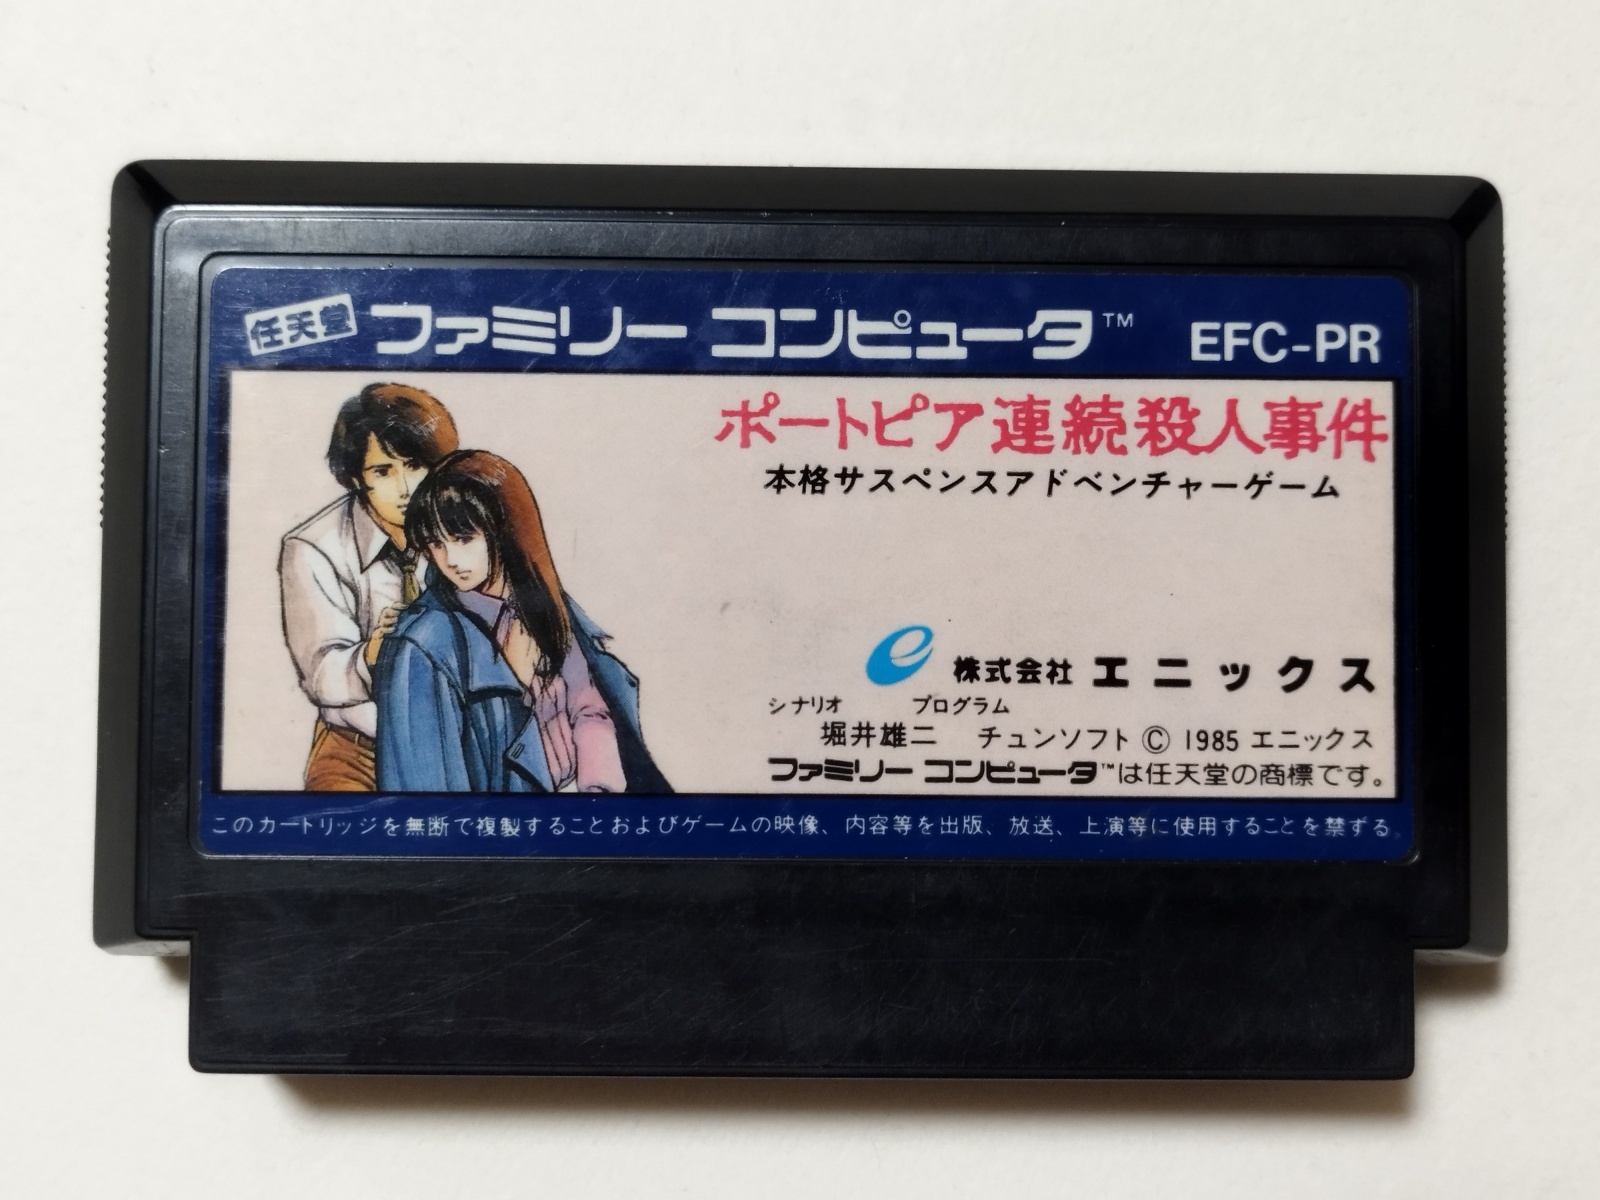 任天堂 ファミリー コンピュータ™ EFC-PR
ポートピア連続殺人事件
本格サスペンスアドベンチャーゲーム
e 株式会社 エニックス
シナリオ プログラム
堀井雄二 チュンソフト © 1985 エニックス
ファミリー コンピュータ™は任天堂の商標です。
このカートリッジを無断で複製することおよびゲームの映像、内容等を出版、放送、上演等に使用することを禁ずる。